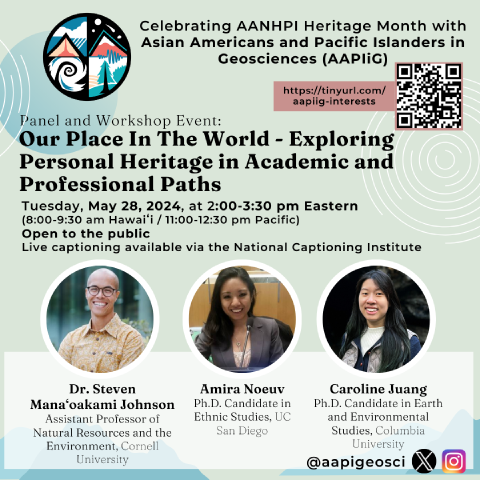 Celebrating AANHPI Heritage Month with
Asian Americans and Pacific Islanders in
Geosciences (AAPIiG)
https://tinyurl.com/
aapiig-interests
Panel and Workshop Event:
Our Place In The World - Exploring
Personal Heritage in Academic and
Professional Paths
Tuesday, May 28, 2024, at 2:00-3:30 pm Eastern
(8:00-9:30 am Hawaiʻi / 11:00-12:30 pm Pacific)
Open to the public
Live captioning available via the National Captioning Institute
Dr. Steven
Manaʻoakami Johnson
Assistant Professor of
Natural Resources and the
Environment, Cornell
University
Amira Noeuv
Ph.D. Candidate in
Ethnic Studies, UC
San Diego
Caroline Juang
Ph.D. Candidate in Earth
and Environmental
Studies, Columbia
University
@aapigeosci